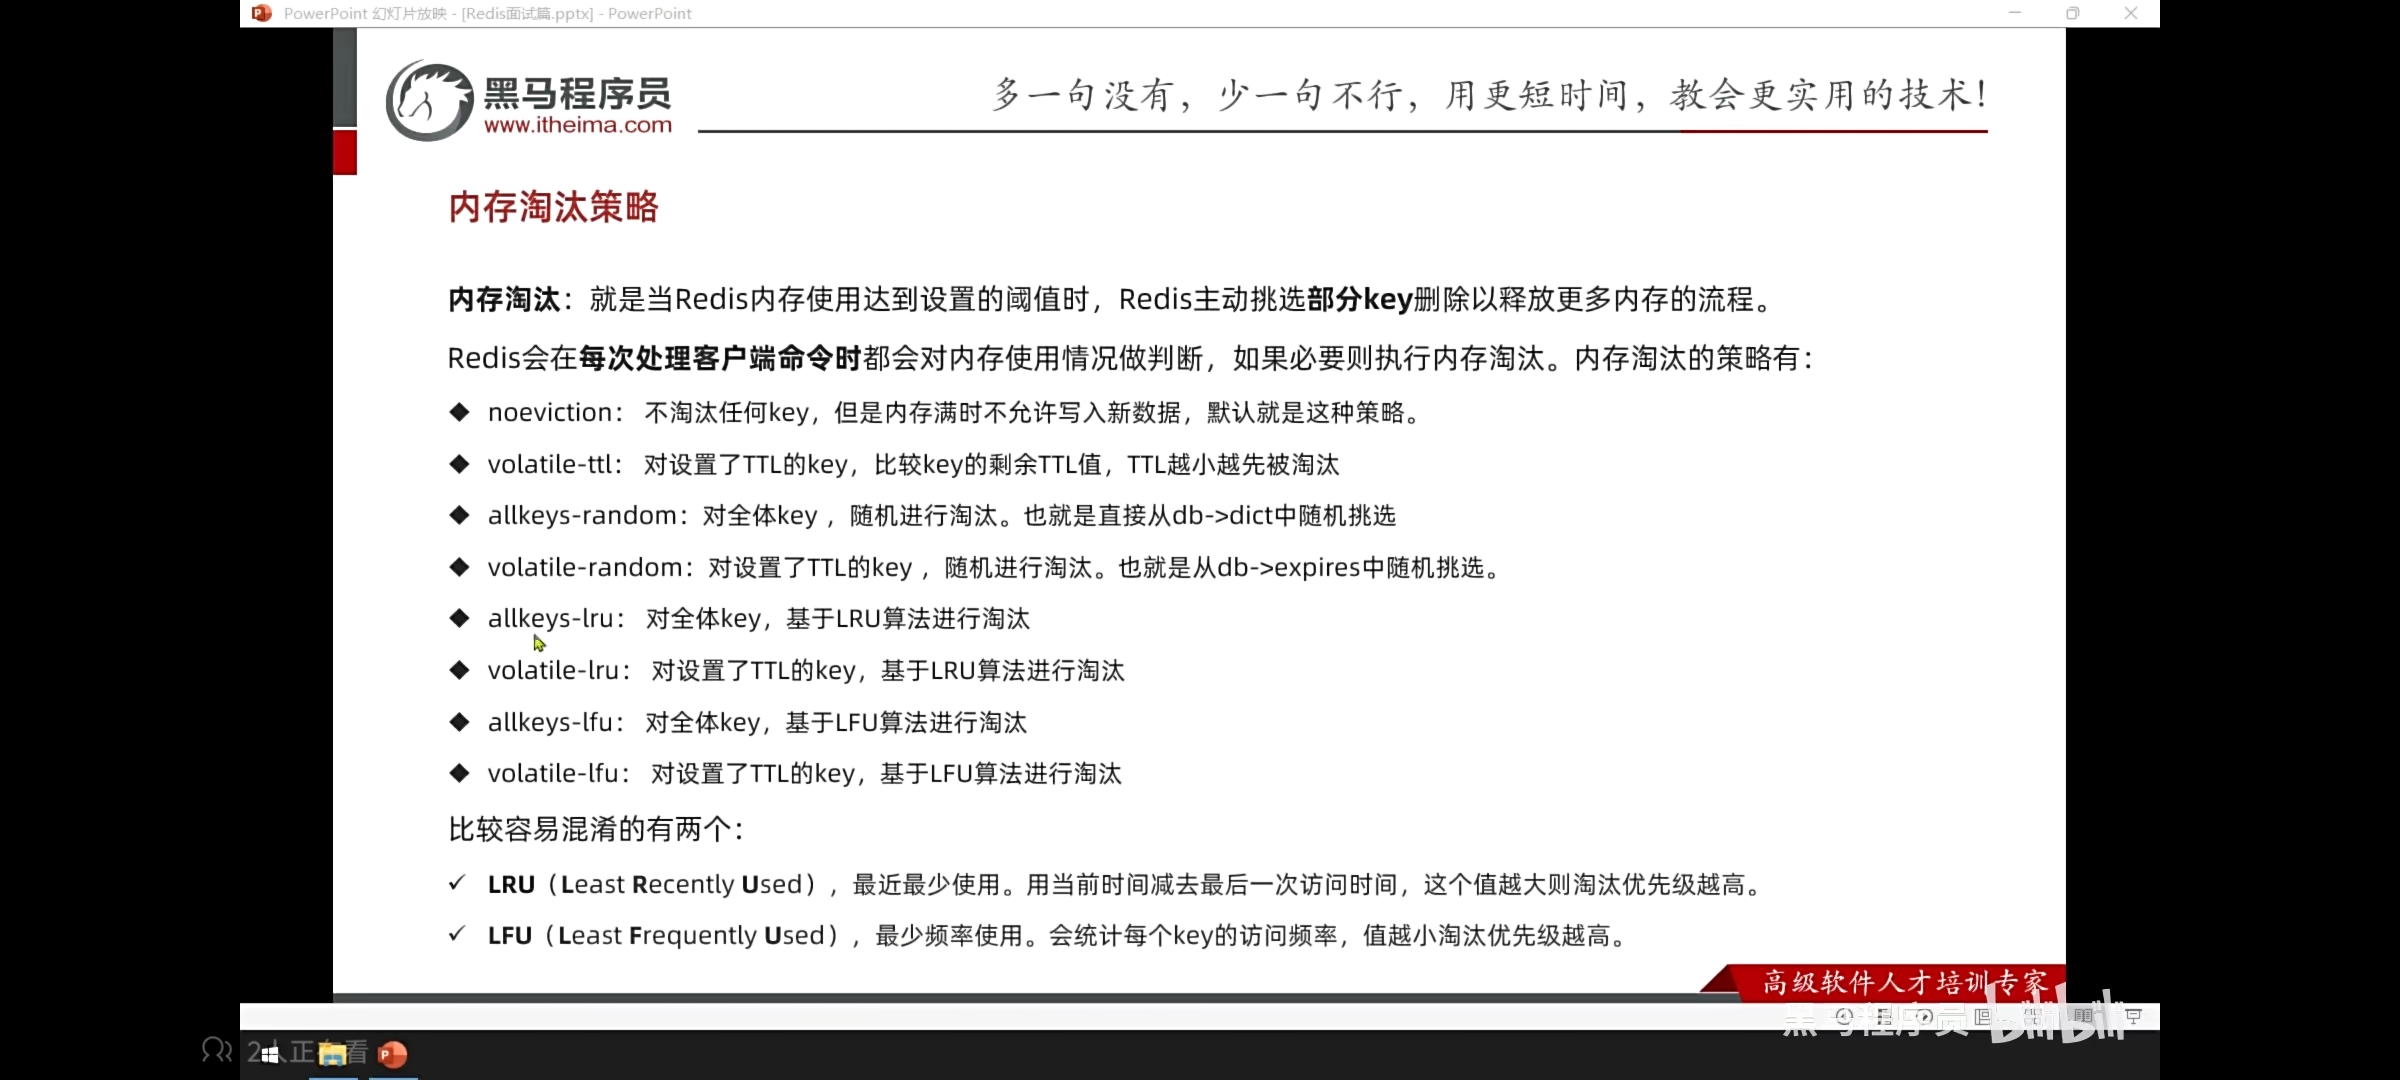 PowerPoint 幻灯片放映 - [Redis面试篇.pptx] - PowerPoint
黑马程序员
www.itheima.com
多一句没有，少一句不行，用更短时间，教会更实用的技术！
内存淘汰策略
内存淘汰：就是当Redis内存使用达到设置的阈值时，Redis主动挑选部分key删除以释放更多内存的流程。
Redis会在每次处理客户端命令时都会对内存使用情况做判断，如果必要则执行内存淘汰。内存淘汰的策略有：
◆ noeviction： 不淘汰任何key，但是内存满时不允许写入新数据，默认就是这种策略。
◆ volatile-ttl： 对设置了TTL的key，比较key的剩余TTL值，TTL越小越先被淘汰
◆ allkeys-random：对全体key ，随机进行淘汰。也就是直接从db->dict中随机挑选
◆ volatile-random：对设置了TTL的key ，随机进行淘汰。也就是从db->expires中随机挑选。
◆ allkeys-lru： 对全体key，基于LRU算法进行淘汰
◆ volatile-lru： 对设置了TTL的key，基于LRU算法进行淘汰
◆ allkeys-lfu： 对全体key，基于LFU算法进行淘汰
◆ volatile-lfu： 对设置了TTL的key，基于LFU算法进行淘汰
比较容易混淆的有两个：
✓ LRU（Least Recently Used），最近最少使用。用当前时间减去最后一次访问时间，这个值越大则淘汰优先级越高。
✓ LFU（Least Frequently Used），最少频率使用。会统计每个key的访问频率，值越小淘汰优先级越高。
高级软件人才培训专家
黑马程序员 bilibili
2人正在看